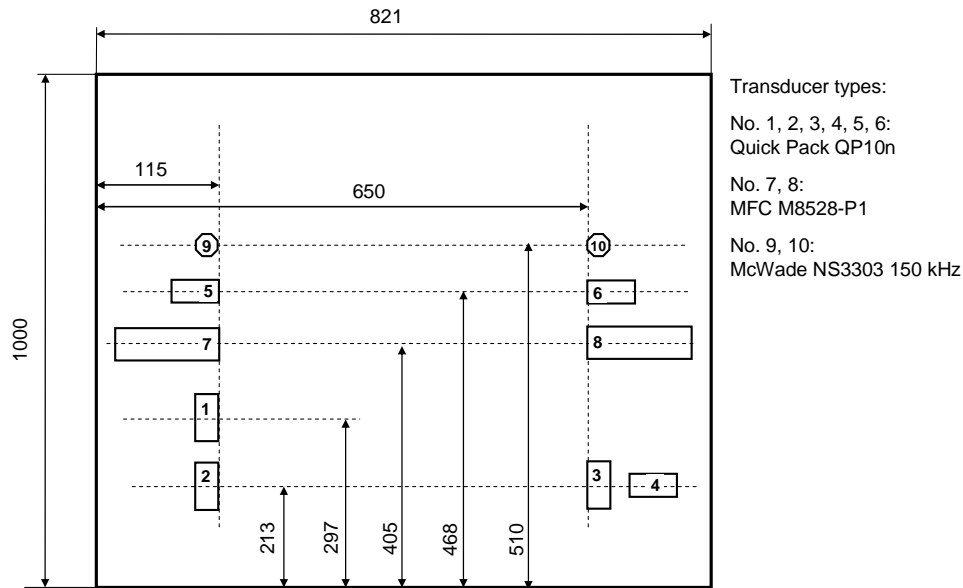 821
Transducer types:
No. 1, 2, 3, 4, 5, 6:
Quick Pack QP10n
115
650
No. 7, 8:
MFC M8528-P1
9
10
No. 9, 10:
McWade NS3303 150 kHz
5
6
1000
7
8
1
2
3
4
213
297
405
468
510